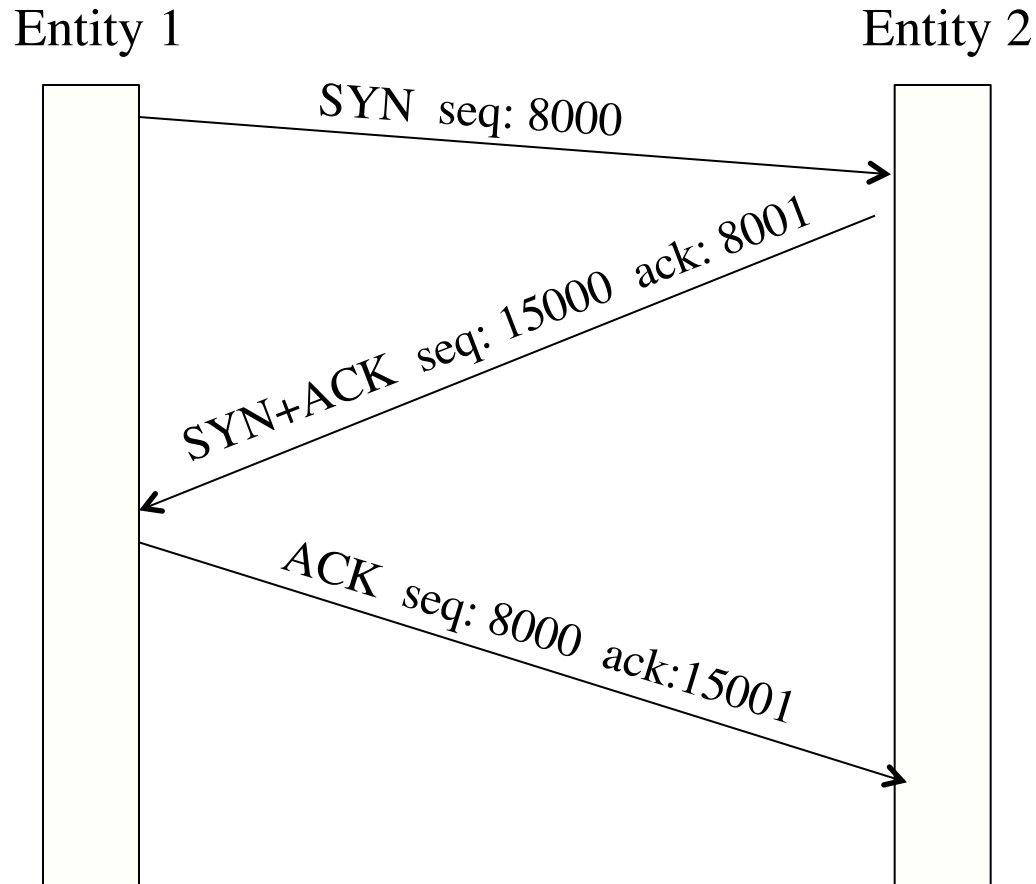 Entity 1
Entity 2
SYN seq: 8000
SYN+ACK seq: 15000 ack: 8001
ACK seq: 8000 ack:15001